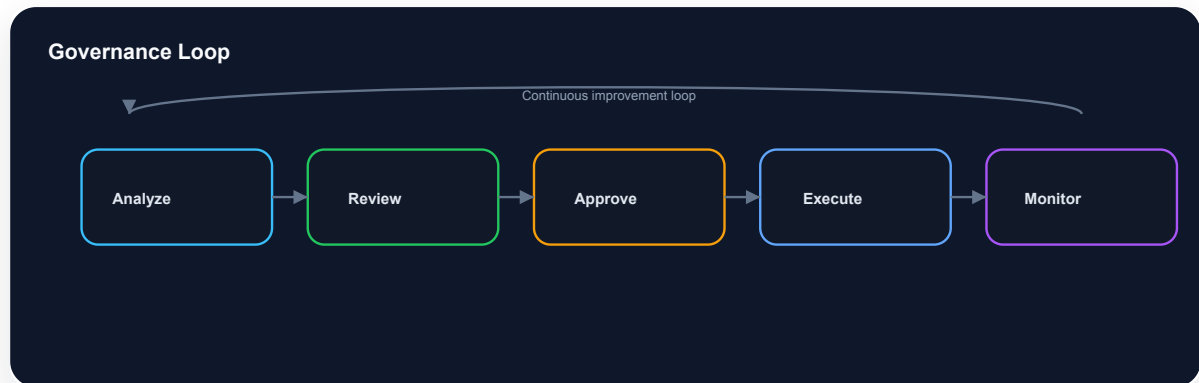 Governance Loop
Continuous improvement loop
Analyze
Review
Approve
Execute
Monitor